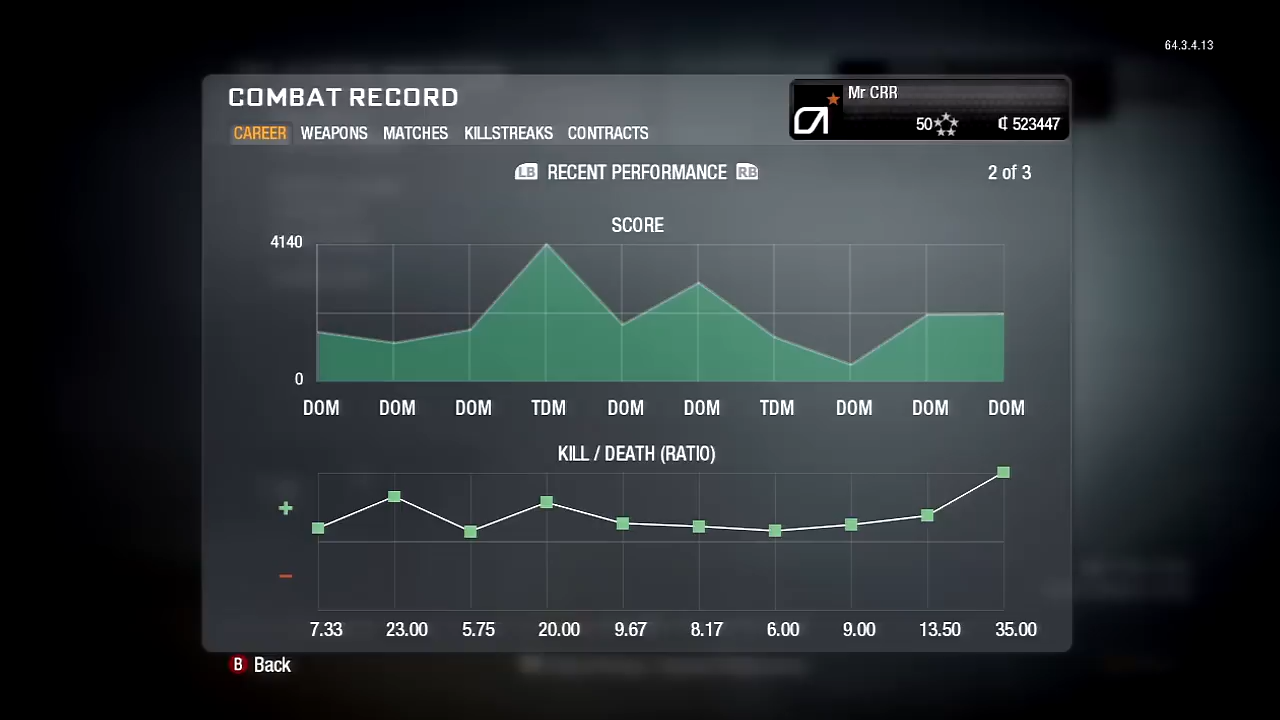 64.3.4.13
COMBAT RECORD
Mr CRR
50 ₵ 523447
CAREER WEAPONS MATCHES KILLSTREAKS CONTRACTS
LB RECENT PERFORMANCE RB 2 of 3
SCORE
4140
0
DOM DOM DOM TDM DOM DOM TDM DOM DOM DOM
KILL / DEATH (RATIO)
+
−
7.33 23.00 5.75 20.00 9.67 8.17 6.00 9.00 13.50 35.00
B Back